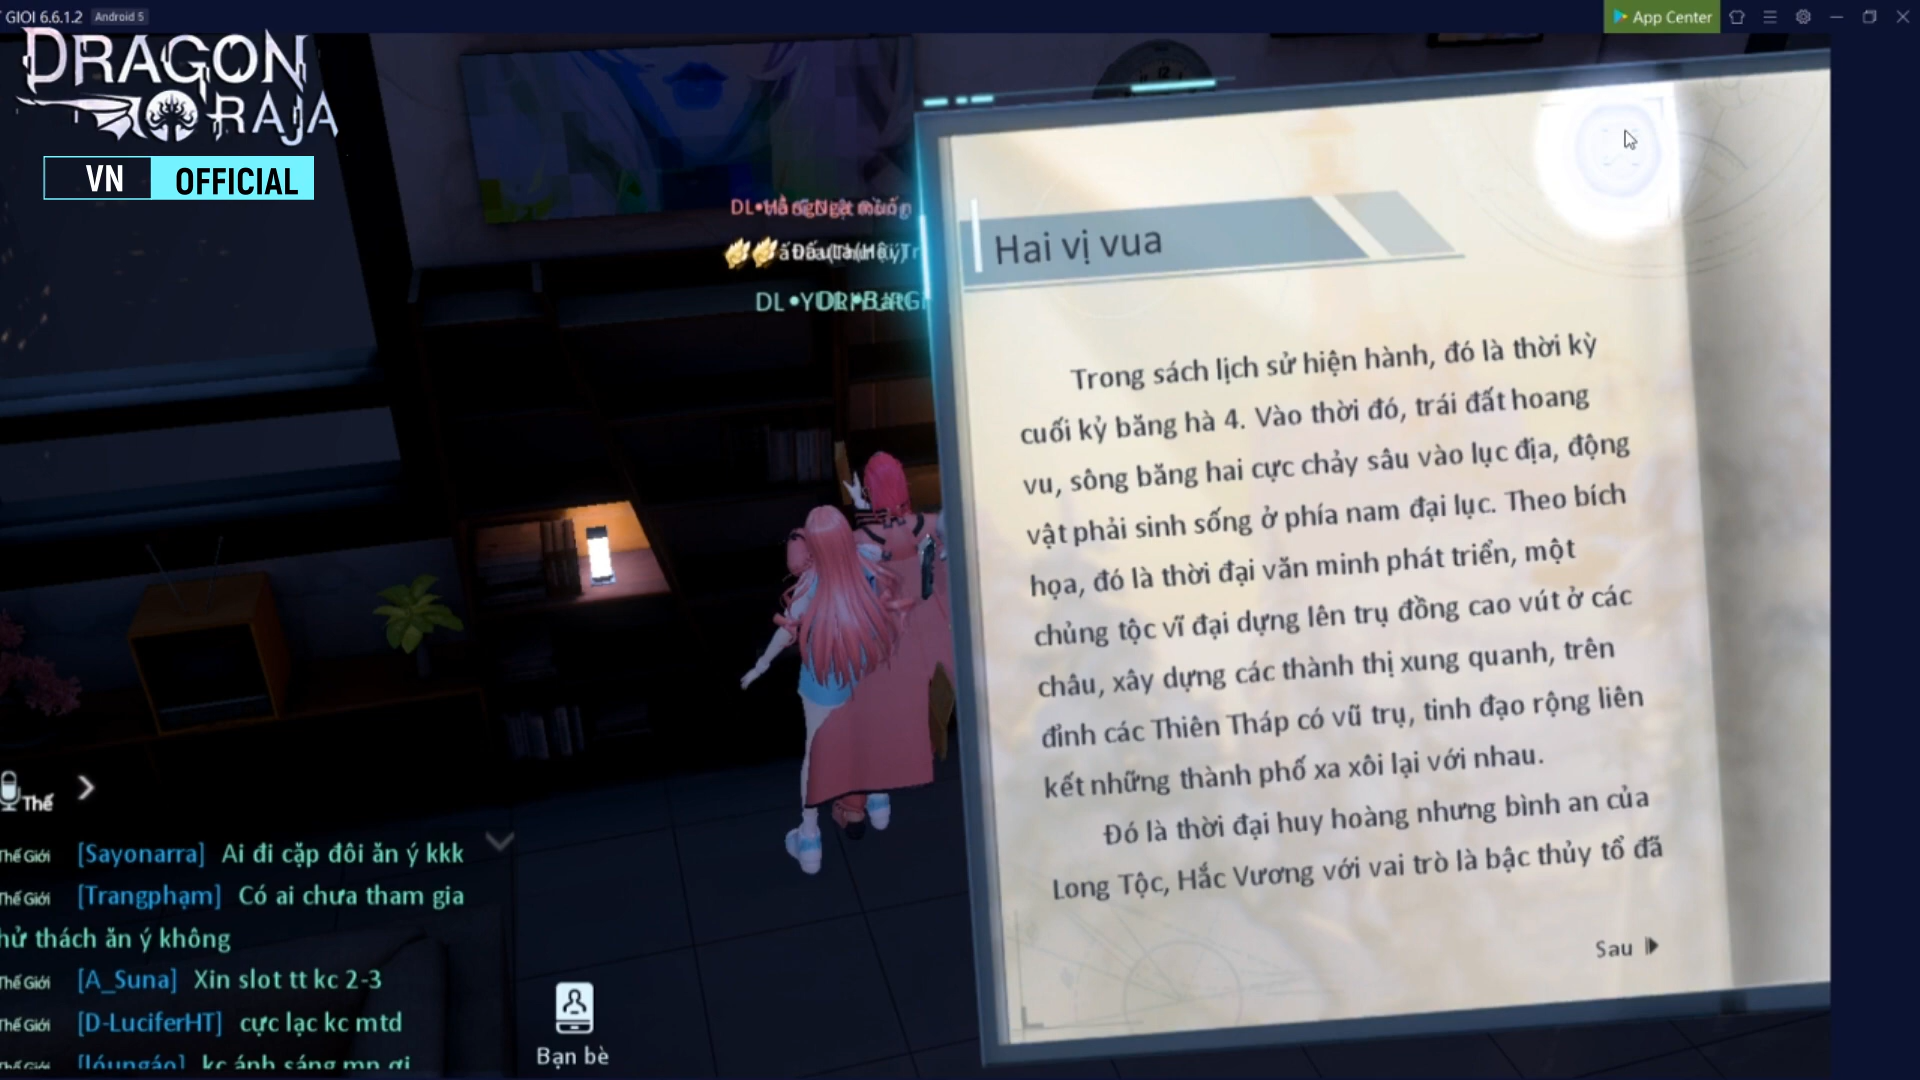 GIOI 6.6.1.2 Android 5
App Center
DRAGON
RAJA
VN OFFICIAL
12
Hai vị vua
Trong sách lịch sử hiện hành, đó là thời kỳ
cuối kỷ băng hà 4. Vào thời đó, trái đất hoang
vu, sông băng hai cực chảy sâu vào lục địa, động
vật phải sinh sống ở phía nam đại lục. Theo bích
họa, đó là thời đại văn minh phát triển, một
chủng tộc vĩ đại dựng lên trụ đồng cao vút ở các
châu, xây dựng các thành thị xung quanh, trên
đỉnh các Thiên Tháp có vũ trụ, tinh đạo rộng liên
kết những thành phố xa xôi lại với nhau.
Đó là thời đại huy hoàng nhưng bình an của
Long Tộc, Hắc Vương với vai trò là bậc thủy tổ đã
Sau
Thế
Thế Giới [Sayonarra] Ai đi cặp đôi ăn ý kkk
Thế Giới [Trangphạm] Có ai chưa tham gia
thách ăn ý không
Thế Giới [A_Suna] Xin slot tt kc 2-3
Thế Giới [D-LuciferHT] cực lạc kc mtd
kc ánh sáng mn ơi
Bạn bè